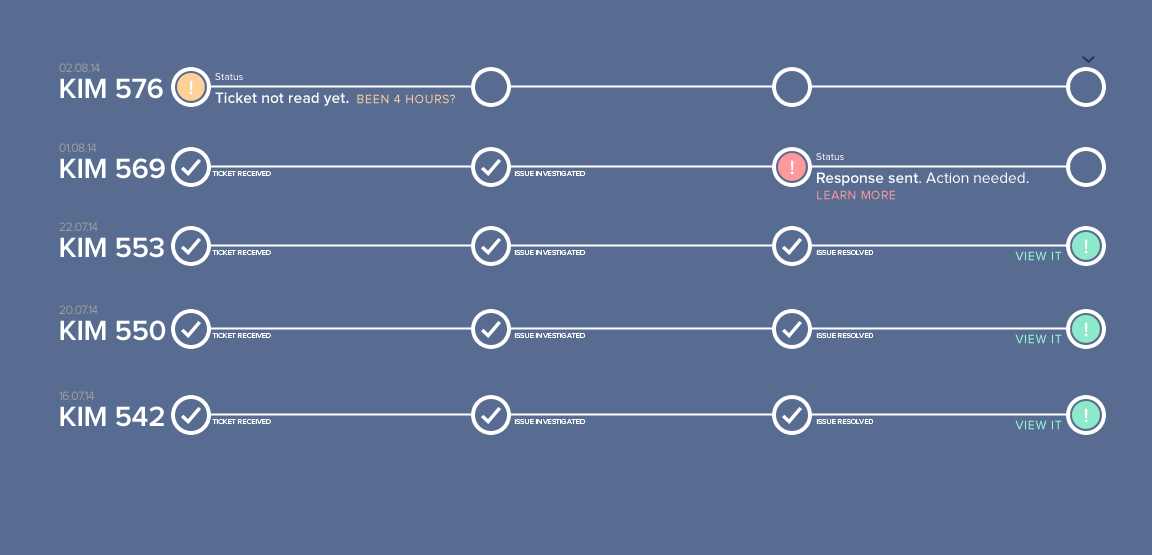 02.08.14
KIM 576
!
Status
Ticket not read yet. BEEN 4 HOURS?
01.08.14
KIM 569
TICKET RECEIVED
ISSUE INVESTIGATED
!
Status
Response sent. Action needed.
LEARN MORE
22.07.14
KIM 553
TICKET RECEIVED
ISSUE INVESTIGATED
ISSUE RESOLVED
VIEW IT
!
20.07.14
KIM 550
TICKET RECEIVED
ISSUE INVESTIGATED
ISSUE RESOLVED
VIEW IT
!
16.07.14
KIM 542
TICKET RECEIVED
ISSUE INVESTIGATED
ISSUE RESOLVED
VIEW IT
!